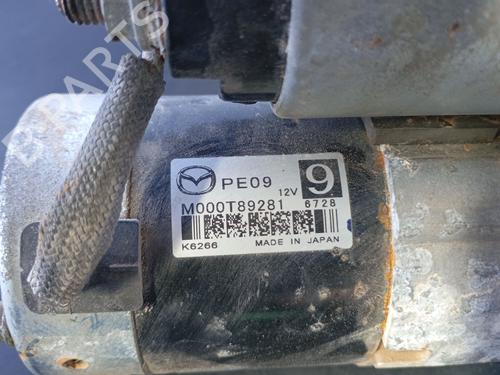 PE09
12V
9
M000T89281
6728
K6266
MADE IN JAPAN